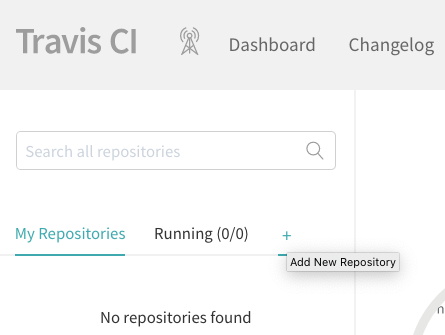 Travis CI Dashboard Changelog
Search all repositories
My Repositories Running (0/0) +
Add New Repository
No repositories found